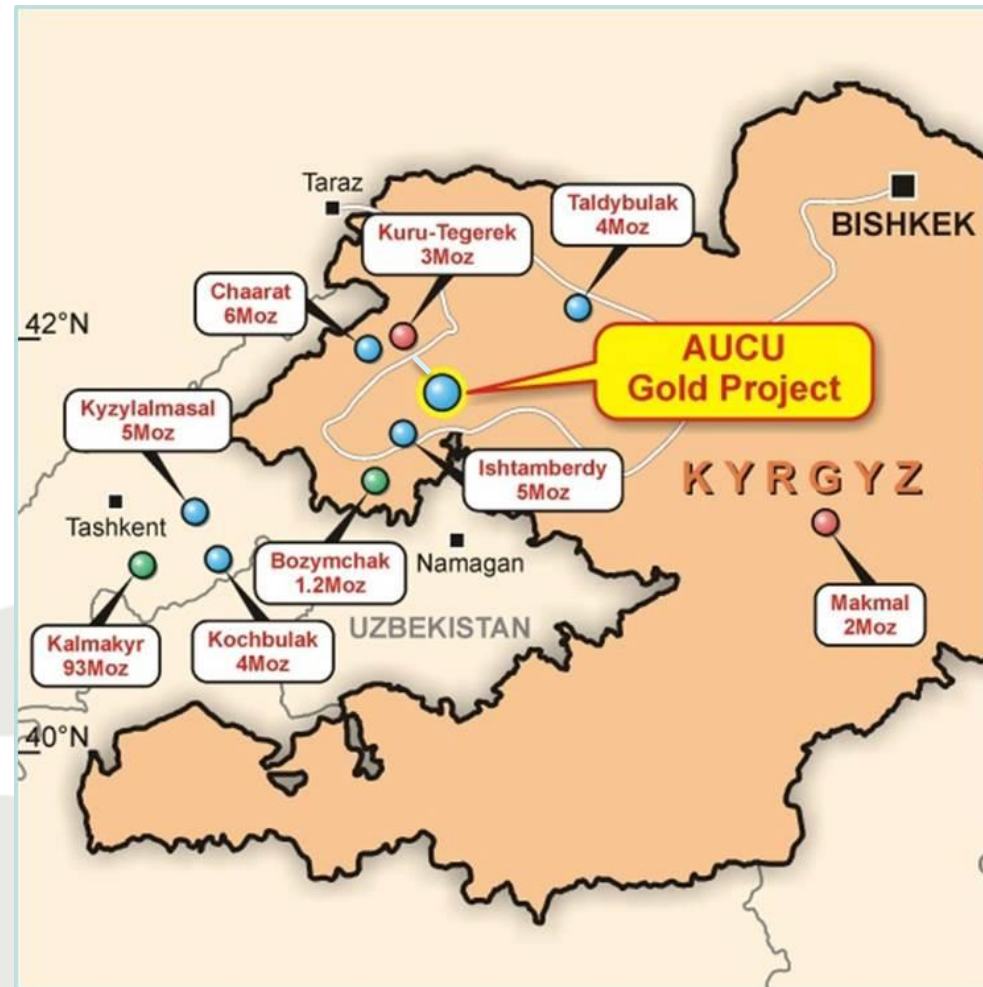 Taraz
Taldybulak
4Moz
BISHKEK
Kuru-Tegerek
3Moz
Chaarat
6Moz
42°N
AUCU
Gold Project
Kyzylalmasal
5Moz
Ishtamberdy
5Moz
KYRGYZ
Tashkent
Bozymchak
1.2Moz
Namagan
Makmal
2Moz
Kalmakyr
93Moz
Kochbulak
4Moz
UZBEKISTAN
40°N